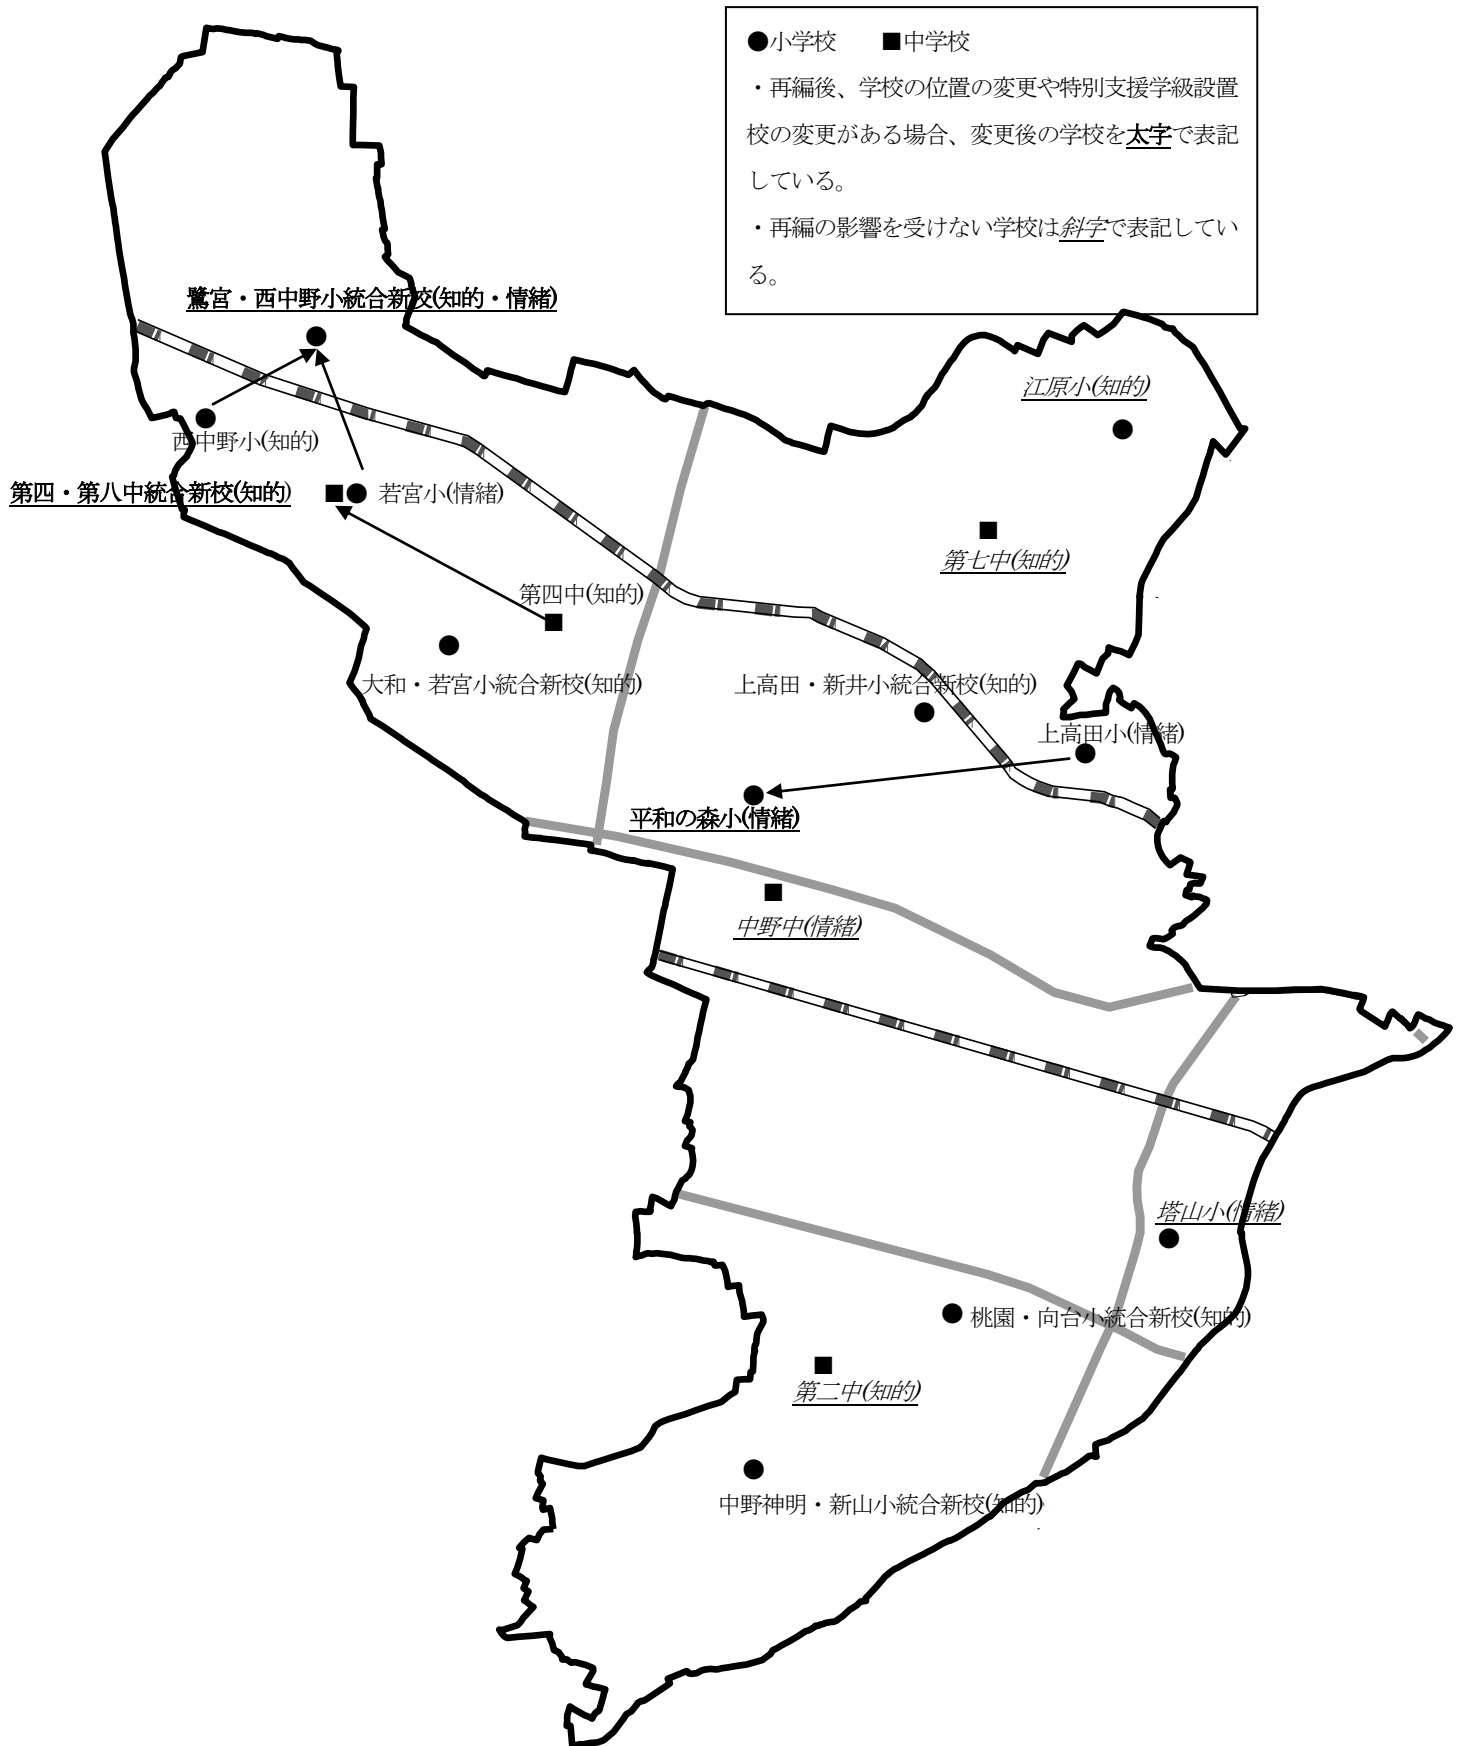 ●小学校　　■中学校
・再編後、学校の位置の変更や特別支援学級設置
校の変更がある場合、変更後の学校を太字で表記
している。
・再編の影響を受けない学校は斜字で表記してい
る。
鷺宮・西中野小統合新校(知的・情緒)
江原小(知的)
西中野小(知的)
第四・第八中統合新校(知的)
若宮小(情緒)
第七中(知的)
第四中(知的)
大和・若宮小統合新校(知的)
上高田・新井小統合新校(知的)
上高田小(情緒)
平和の森小(情緒)
中野中(情緒)
塔山小(情緒)
桃園・向台小統合新校(知的)
第二中(知的)
中野神明・新山小統合新校(知的)